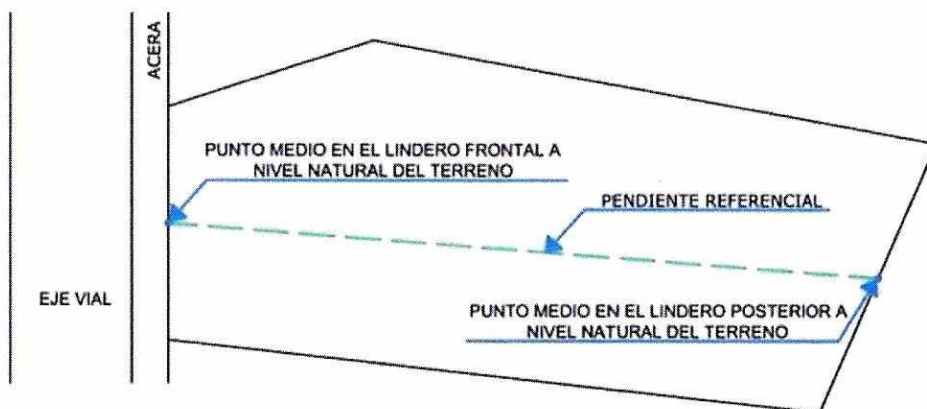 ACERA
PUNTO MEDIO EN EL LINDERO FRONTAL A
NIVEL NATURAL DEL TERRENO
PENDIENTE REFERENCIAL
EJE VIAL
PUNTO MEDIO EN EL LINDERO POSTERIOR A
NIVEL NATURAL DEL TERRENO